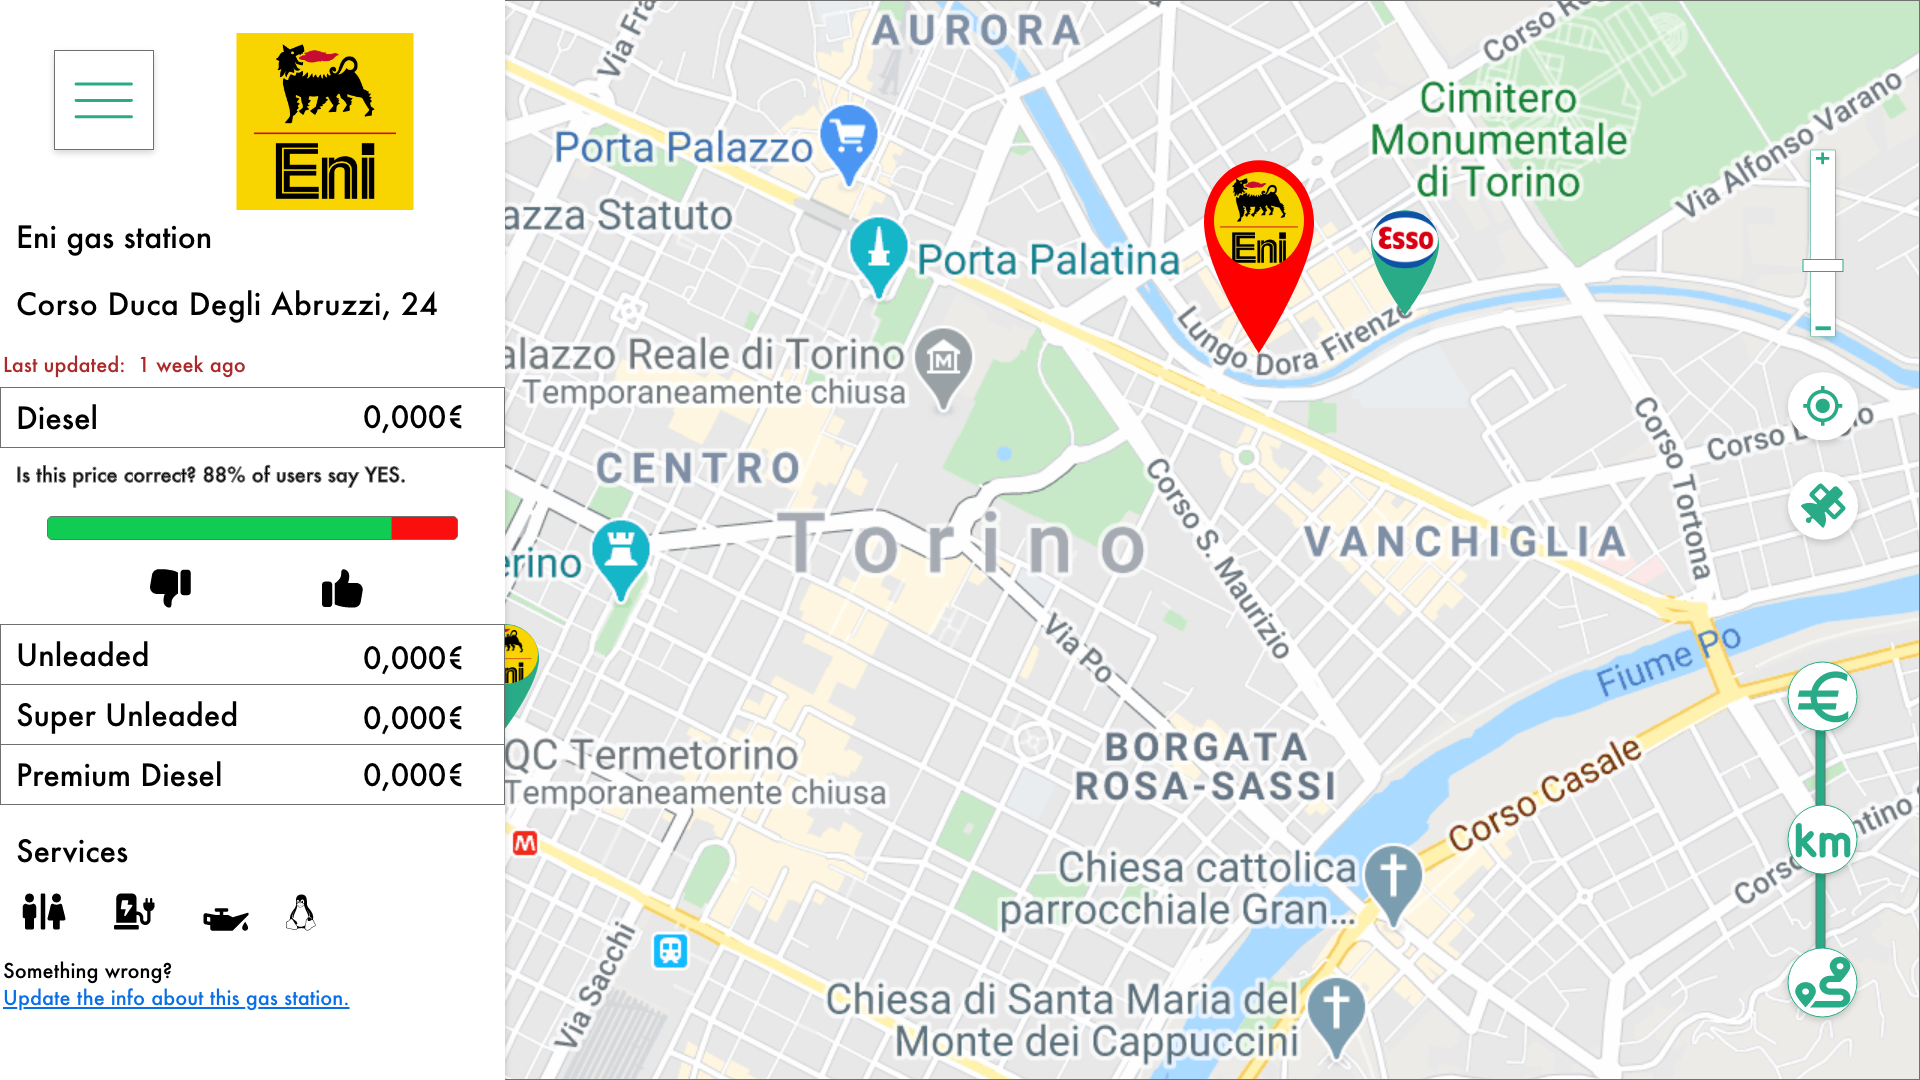 Eni
Eni gas station
Corso Duca Degli Abruzzi, 24
Last updated: 1 week ago
Diesel 0,000€
Is this price correct? 88% of users say YES.
Unleaded 0,000€
Super Unleaded 0,000€
Premium Diesel 0,000€
Services
Something wrong?
Update the info about this gas station.
AURORA
Via Fra
Corso Ro
Cimitero
Monumentale
di Torino
Via Alfonso Varano
Porta Palazzo
azza Statuto
Porta Palatina
Eni
Esso
+
−
Lungo Dora Firenze
alazzo Reale di Torino
Temporaneamente chiusa
M
CENTRO
Corso Tortona
Corso
Torino
Corso S. Maurizio
VANCHIGLIA
erino
Via Po
Fiume Po
Eni
€
QC Termetorino
Temporaneamente chiusa
BORGATA
ROSA-SASSI
Corso Casale
M
km
ntino
Corso
Chiesa cattolica
parrocchiale Gran...
Via Sacchi
Chiesa di Santa Maria del
Monte dei Cappuccini